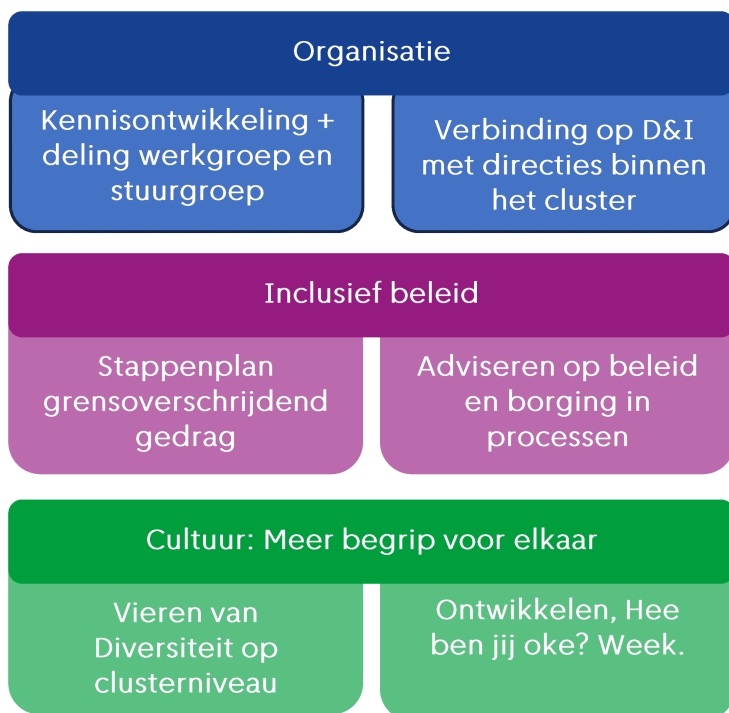 Organisatie
Kennisontwikkeling +
deling werkgroep en
stuurgroep
Verbinding op D&I
met directies binnen
het cluster
Inclusief beleid
Stappenplan
grensoverschrijdend
gedrag
Adviseren op beleid
en borging in
processen
Cultuur: Meer begrip voor elkaar
Vieren van
Diversiteit op
clusterniveau
Ontwikkelen, Hee
ben jij oke? Week.